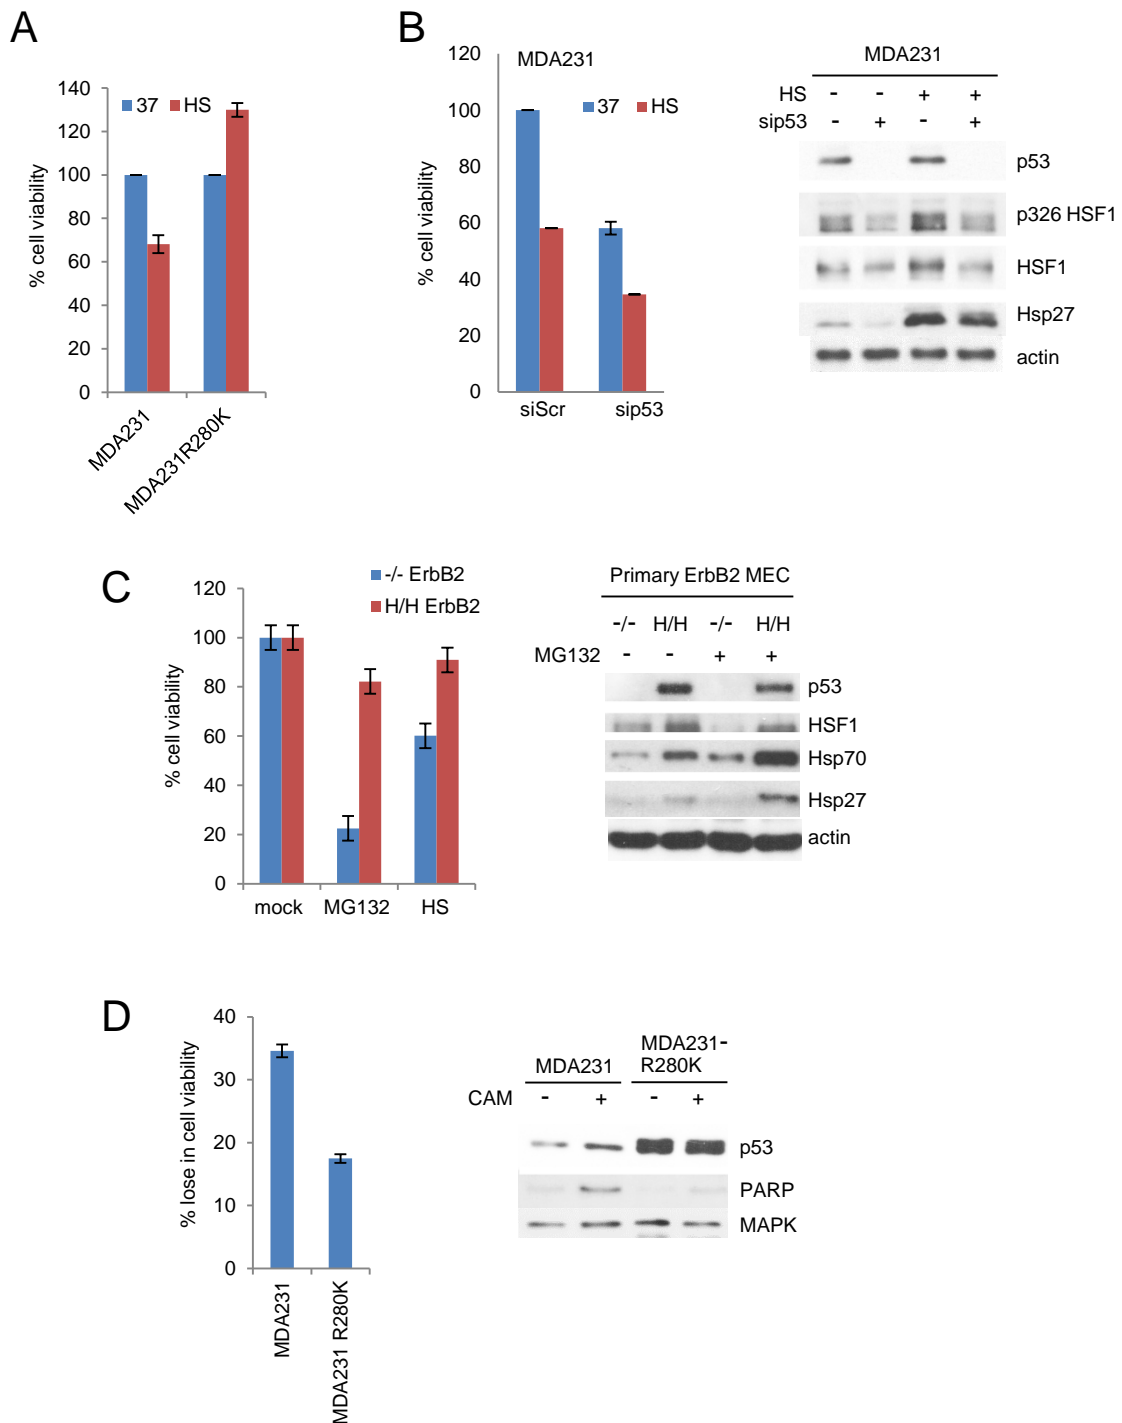 A
140
120
100
80
60
40
20
0
% cell viability
37 HS
MDA231
MDA231R280K
B
120
100
80
60
40
20
0
% cell viability
MDA231
37 HS
siScr sip53
MDA231
HS - - + +
sip53 - + - +
p53
p326 HSF1
HSF1
Hsp27
actin
C
120
100
80
60
40
20
0
% cell viability
-/- ErbB2
H/H ErbB2
mock MG132 HS
Primary ErbB2 MEC
-/- H/H -/- H/H
MG132 - - + +
p53
HSF1
Hsp70
Hsp27
actin
D
40
30
20
10
0
% lose in cell viability
MDA231
MDA231 R280K
MDA231
MDA231-
R280K
CAM - + - +
p53
PARP
MAPK